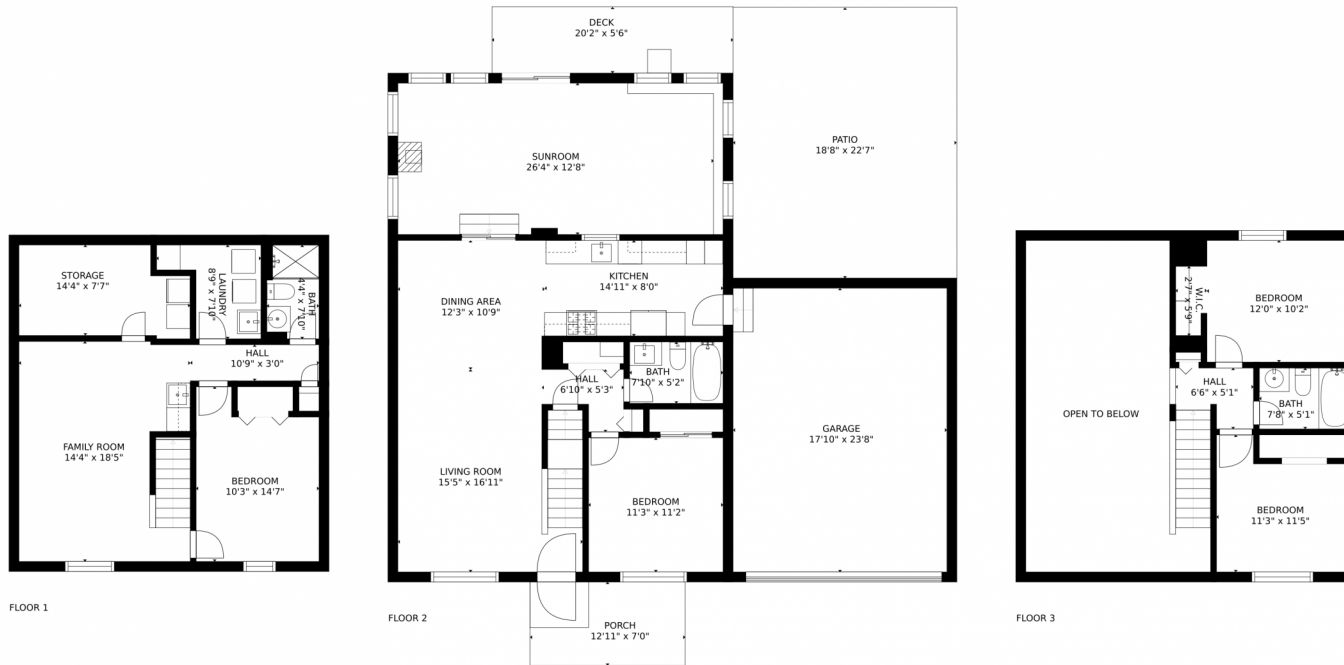 STORAGE
14'4" x 7'7"
LAUNDRY
8'9" x 7'10"
BATH
4'4" x 7'10"
HALL
10'9" x 3'0"
FAMILY ROOM
14'4" x 18'5"
BEDROOM
10'3" x 14'7"
FLOOR 1
DECK
20'2" x 5'6"
SUNROOM
26'4" x 12'8"
PATIO
18'8" x 22'7"
KITCHEN
14'11" x 8'0"
DINING AREA
12'3" x 10'9"
HALL
6'10" x 5'3"
BATH
7'10" x 5'2"
GARAGE
17'10" x 23'8"
LIVING ROOM
15'5" x 16'11"
BEDROOM
11'3" x 11'2"
PORCH
12'11" x 7'0"
FLOOR 2
W.I.C.
2'7" x 5'9"
BEDROOM
12'0" x 10'2"
HALL
6'6" x 5'1"
BATH
7'8" x 5'1"
OPEN TO BELOW
BEDROOM
11'3" x 11'5"
FLOOR 3